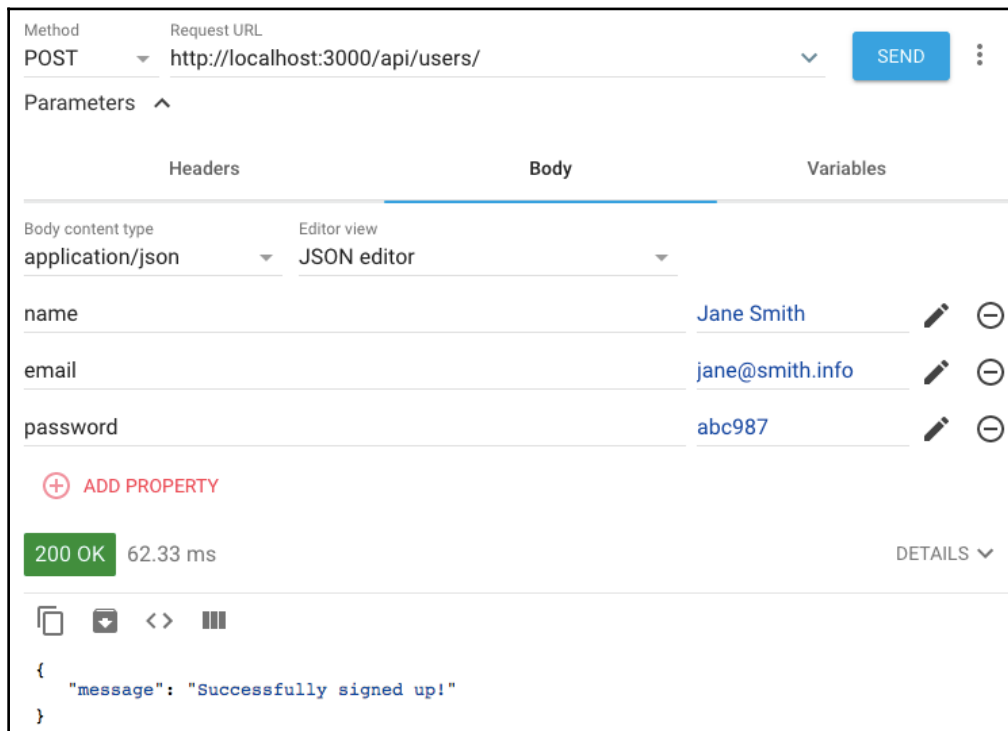 Method Request URL
POST http://localhost:3000/api/users/ SEND
Parameters
Headers Body Variables
Body content type Editor view
application/json JSON editor
name Jane Smith
email jane@smith.info
password abc987
ADD PROPERTY
200 OK 62.33 ms DETAILS
{
"message": "Successfully signed up!"
}